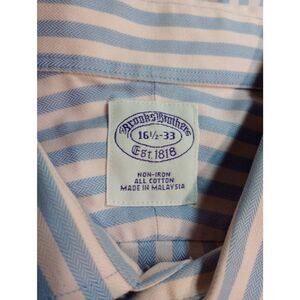 Brooks Brothers
16½-33
Est. 1818
NON-IRON
ALL COTTON
MADE IN MALAYSIA